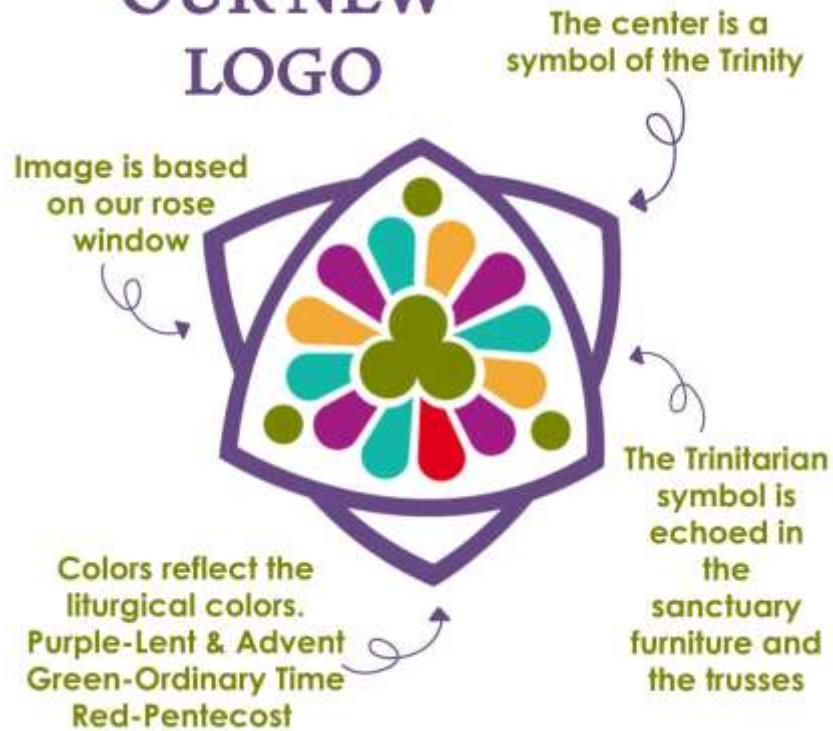 OUR NEW
LOGO
The center is a
symbol of the Trinity
Image is based
on our rose
window
The Trinitarian
symbol is
echoed in
the
sanctuary
furniture and
the trusses
Colors reflect the
liturgical colors.
Purple-Lent & Advent
Green-Ordinary Time
Red-Pentecost